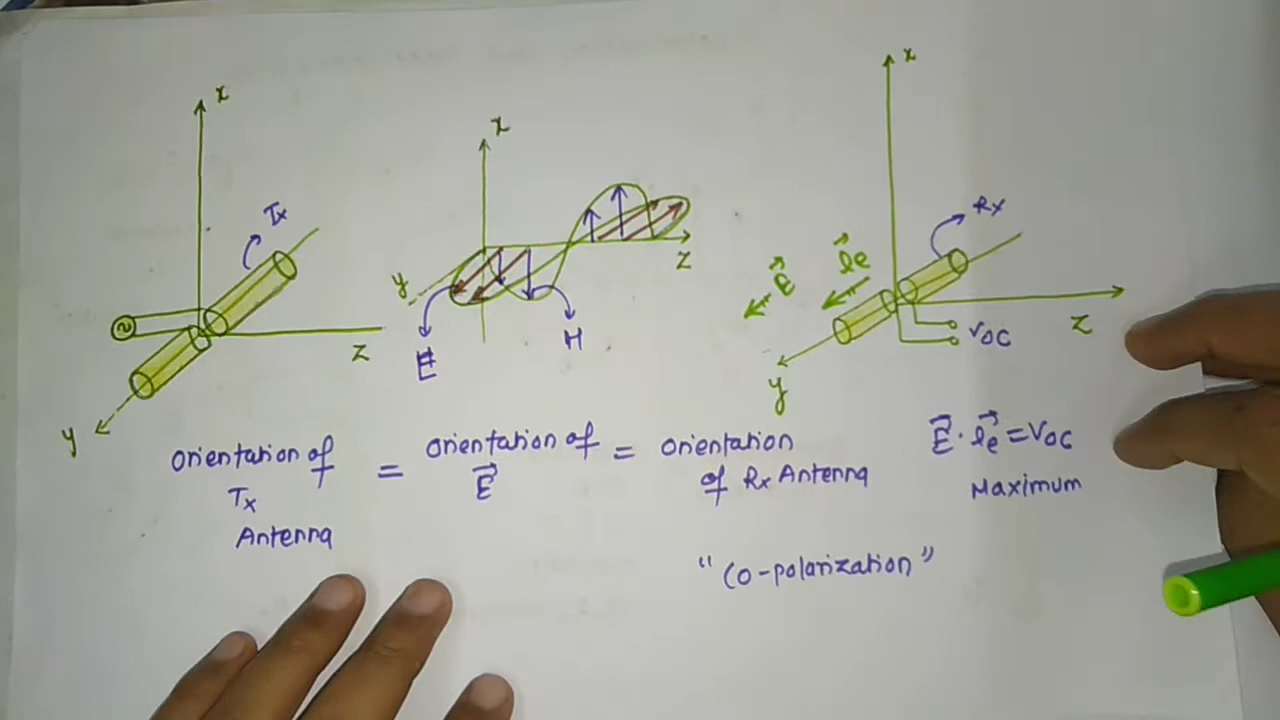 x
Tx
z
y
x
y
z
E
H
x
Rx
E
le
Voc
z
y
orientation of
Tx
Antenna
=
orientation of
E
=
orientation
of Rx Antenna
E . le = Voc
Maximum
"Co-polarization"